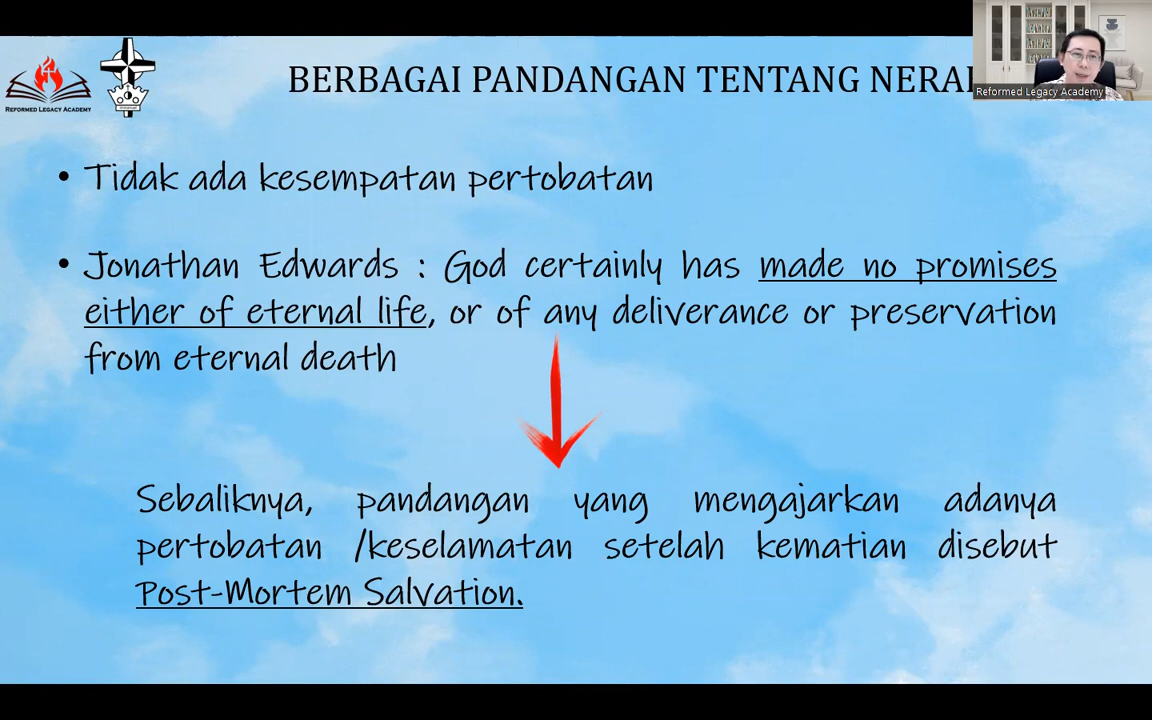 BERBAGAI PANDANGAN TENTANG
Reformed Legacy Academy
REFORMED LEGACY ACADEMY
• Tidak ada kesempatan pertobatan
• Jonathan Edwards : God certainly has made no promises
either of eternal life, or of any deliverance or preservation
from eternal death
Sebaliknya, pandangan yang mengajarkan adanya
pertobatan /keselamatan setelah kematian disebut
Post-Mortem Salvation.